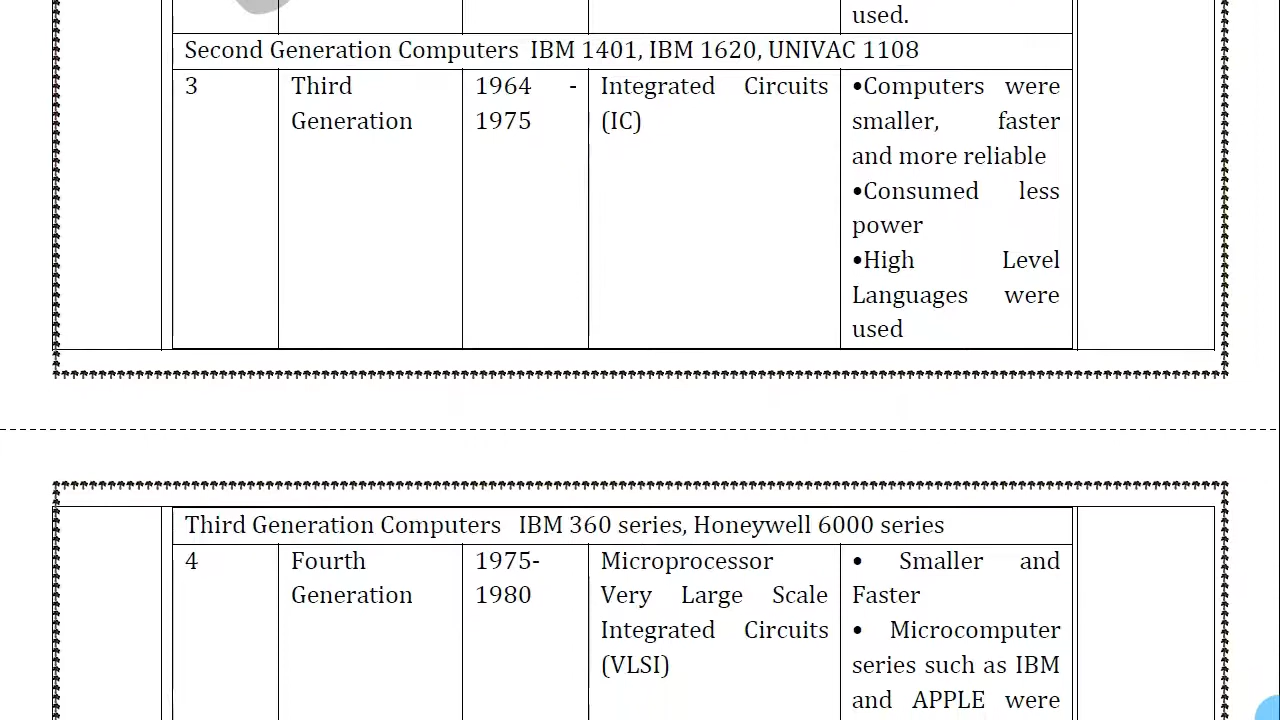 used.
Second Generation Computers IBM 1401, IBM 1620, UNIVAC 1108
3 Third 1964 - Integrated Circuits •Computers were
Generation 1975 (IC) smaller, faster
and more reliable
•Consumed less
power
•High Level
Languages were
used
Third Generation Computers IBM 360 series, Honeywell 6000 series
4 Fourth 1975- Microprocessor • Smaller and
Generation 1980 Very Large Scale Faster
Integrated Circuits • Microcomputer
(VLSI) series such as IBM
and APPLE were